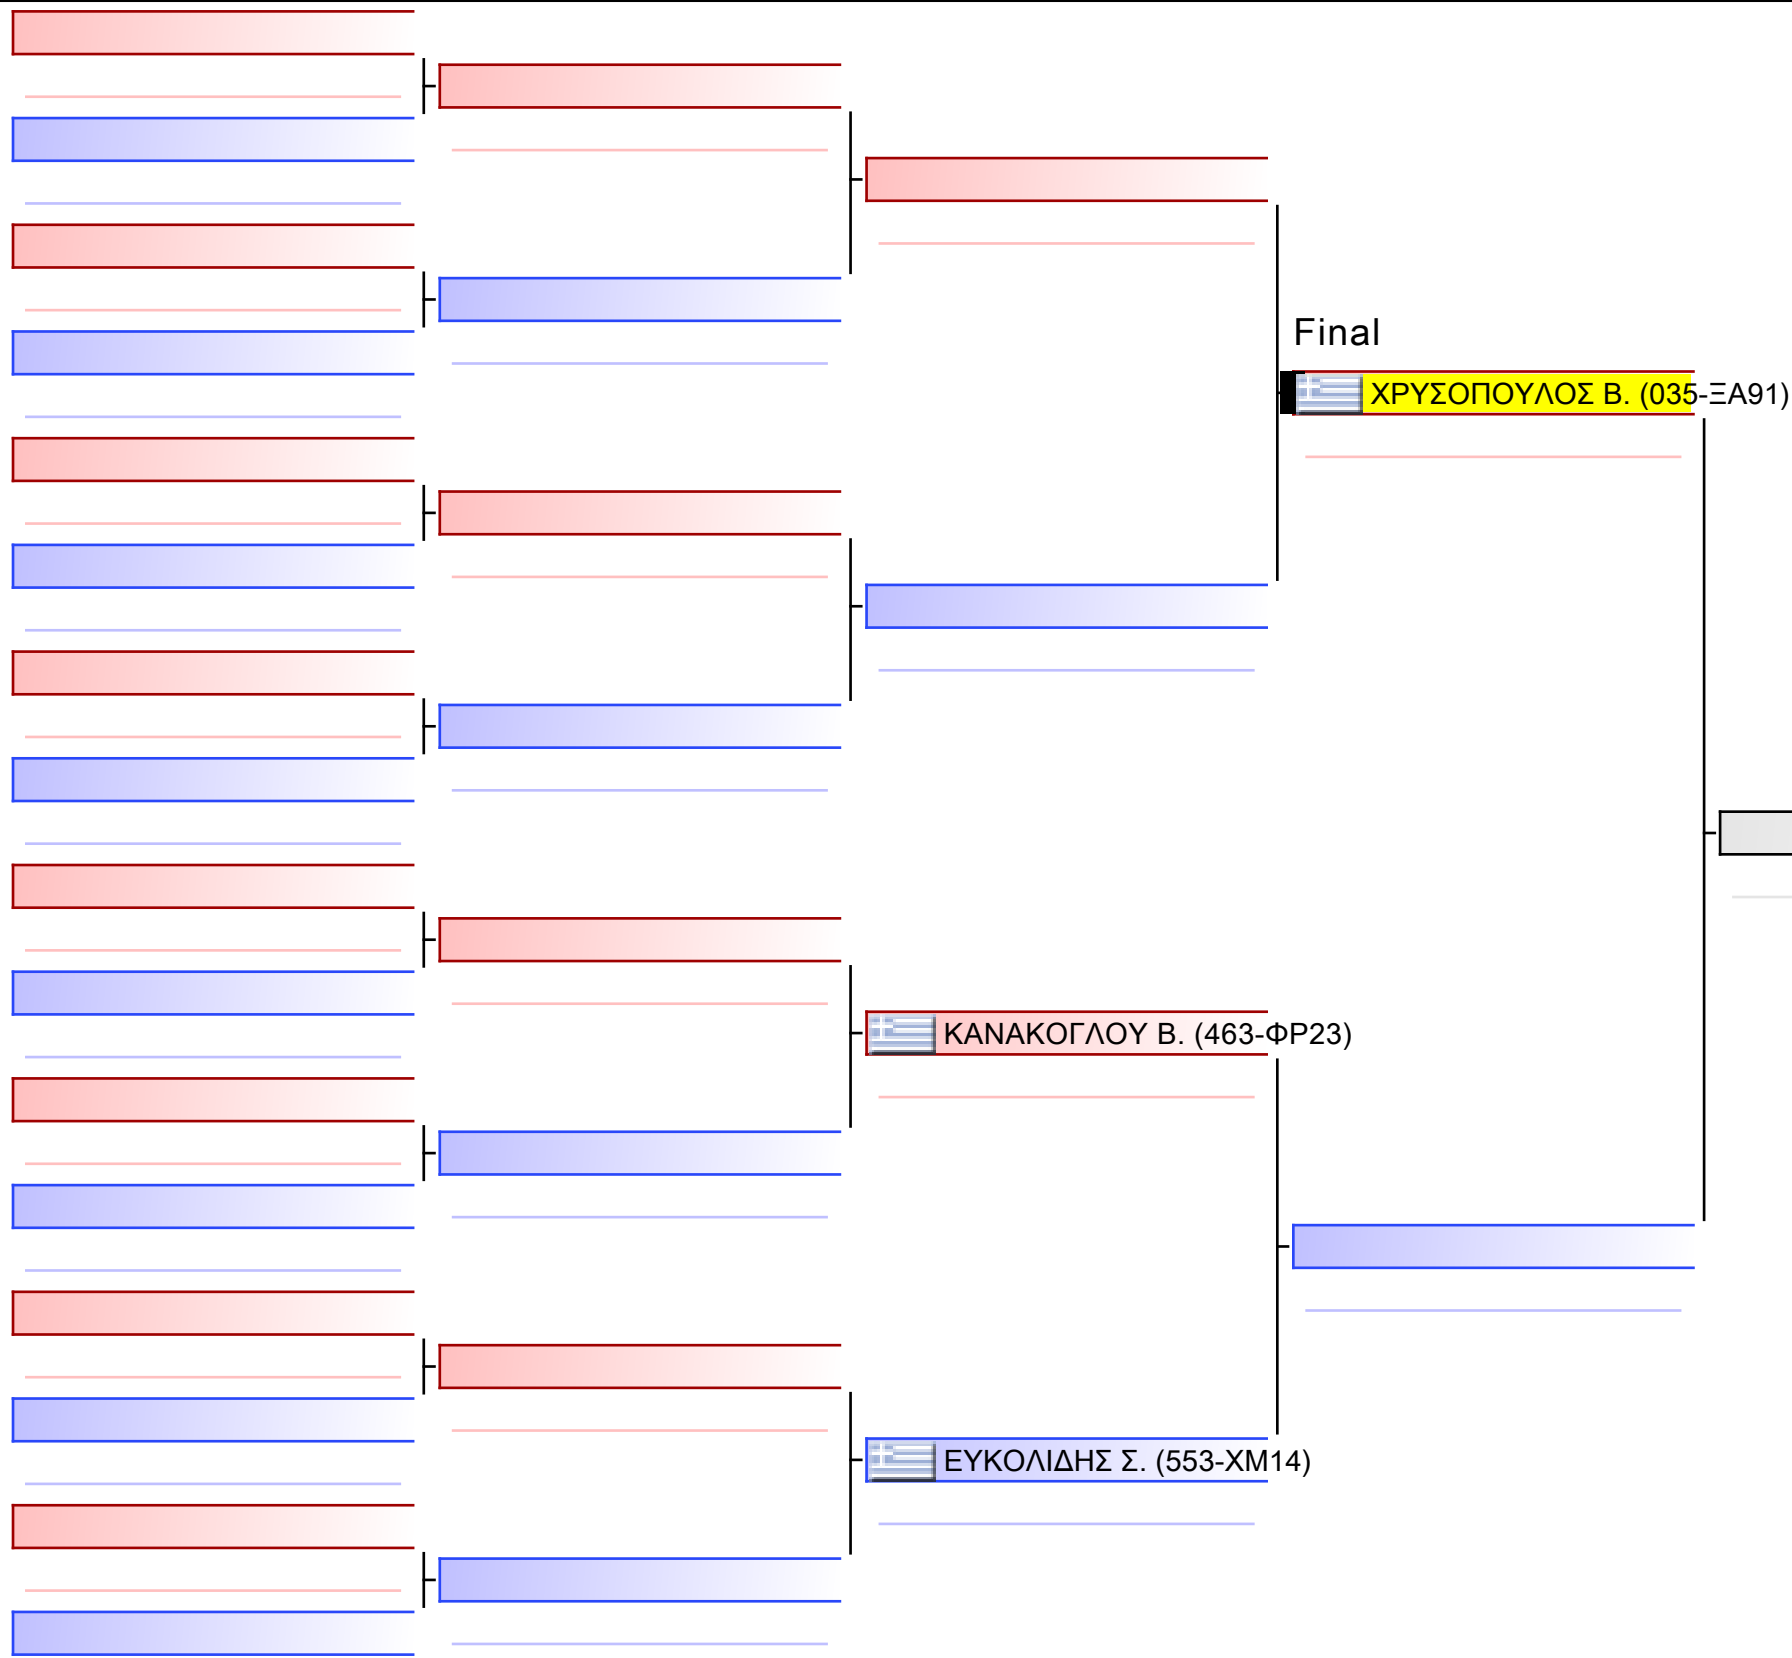 Final
ΧΡΥΣΟΠΟΥΛΟΣ Β. (035-ΞΑ91)
ΚΑΝΑΚΟΓΛΟΥ Β. (463-ΦΡ23)
ΕΥΚΟΛΙΔΗΣ Σ. (553-ΧΜ14)